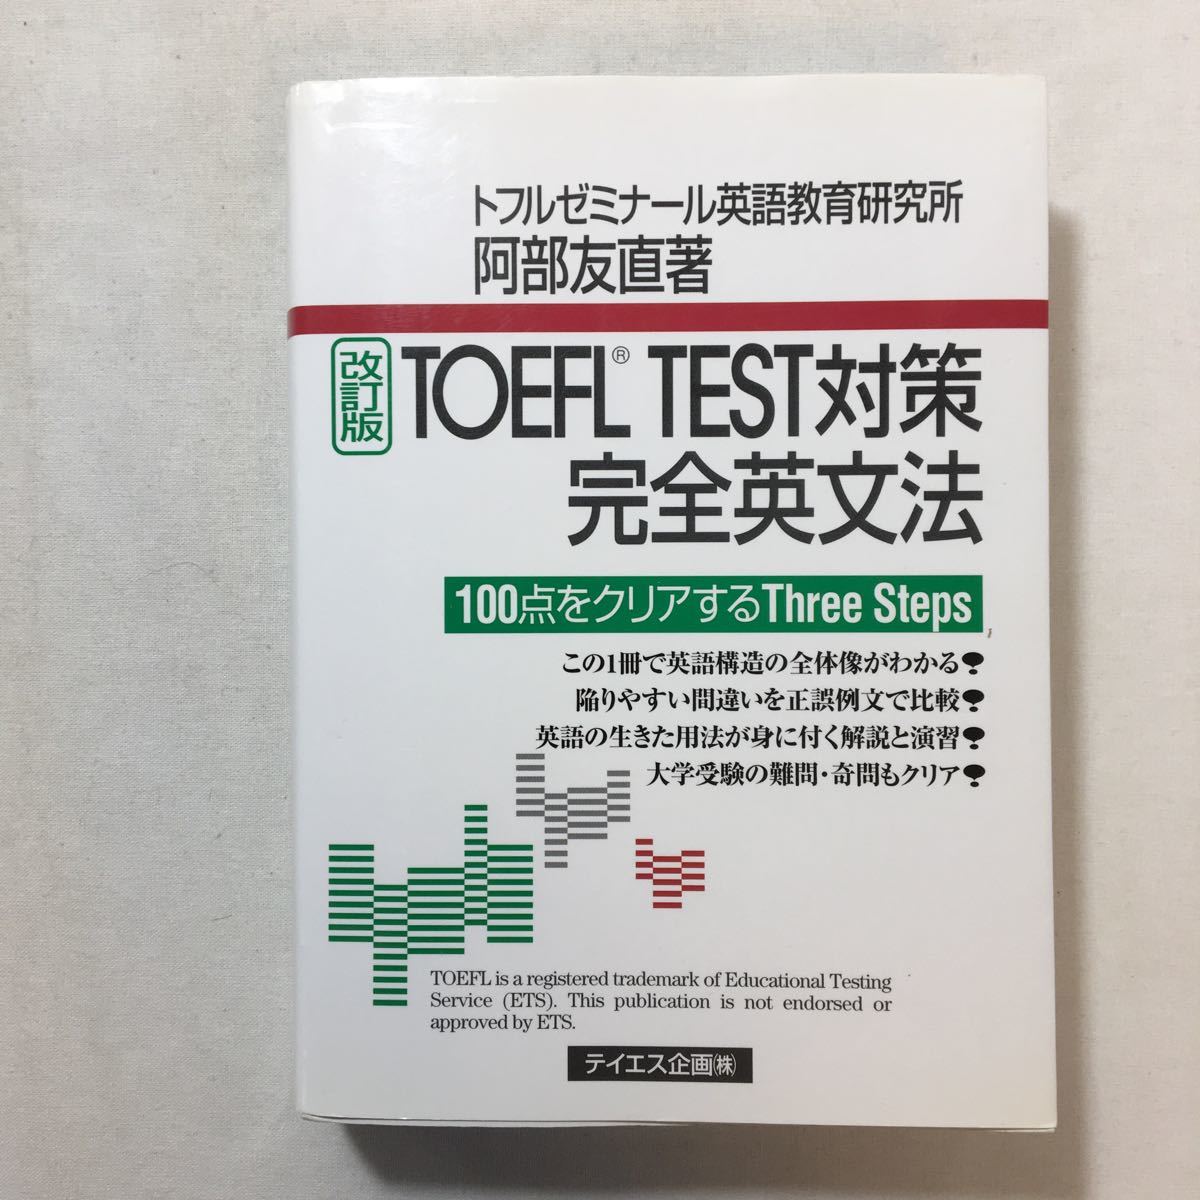 トフルゼミナール英語教育研究所
阿部友直著
改訂版
TOEFL® TEST対策
完全英文法
100点をクリアするThree Steps
この1冊で英語構造の全体像がわかる!
陥りやすい間違いを正誤例文で比較!
英語の生きた用法が身に付く解説と演習!
大学受験の難問・奇問もクリア!
TOEFL is a registered trademark of Educational Testing
Service (ETS). This publication is not endorsed or
approved by ETS.
テイエス企画㈱